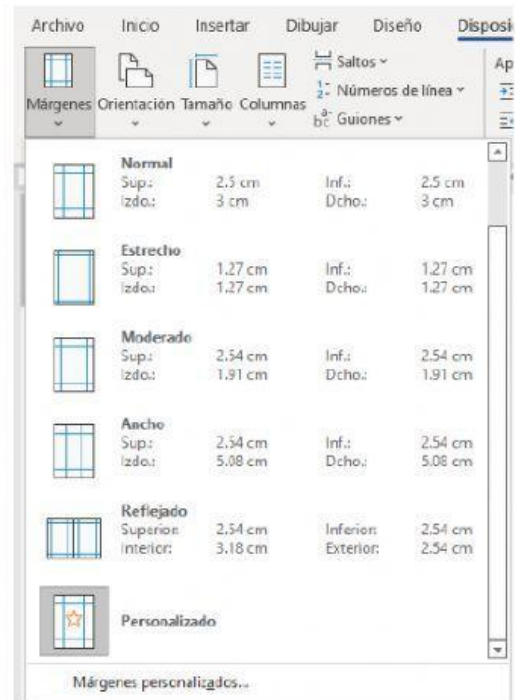 Archivo Inicio Insertar Dibujar Diseño Disposi
Saltos
Números de línea
Guiones
Márgenes Orientación Tamaño Columnas
Ap
Normal
Sup.: 2.5 cm Inf.: 2.5 cm
Izdo.: 3 cm Dcho.: 3 cm
Estrecho
Sup.: 1.27 cm Inf.: 1.27 cm
Izdo.: 1.27 cm Dcho.: 1.27 cm
Moderado
Sup.: 2.54 cm Inf.: 2.54 cm
Izdo.: 1.91 cm Dcho.: 1.91 cm
Ancho
Sup.: 2.54 cm Inf.: 2.54 cm
Izdo.: 5.08 cm Dcho.: 5.08 cm
Reflejado
Superior: 2.54 cm Inferior: 2.54 cm
Interior: 3.18 cm Exterior: 2.54 cm
Personalizado
Márgenes personalizados...